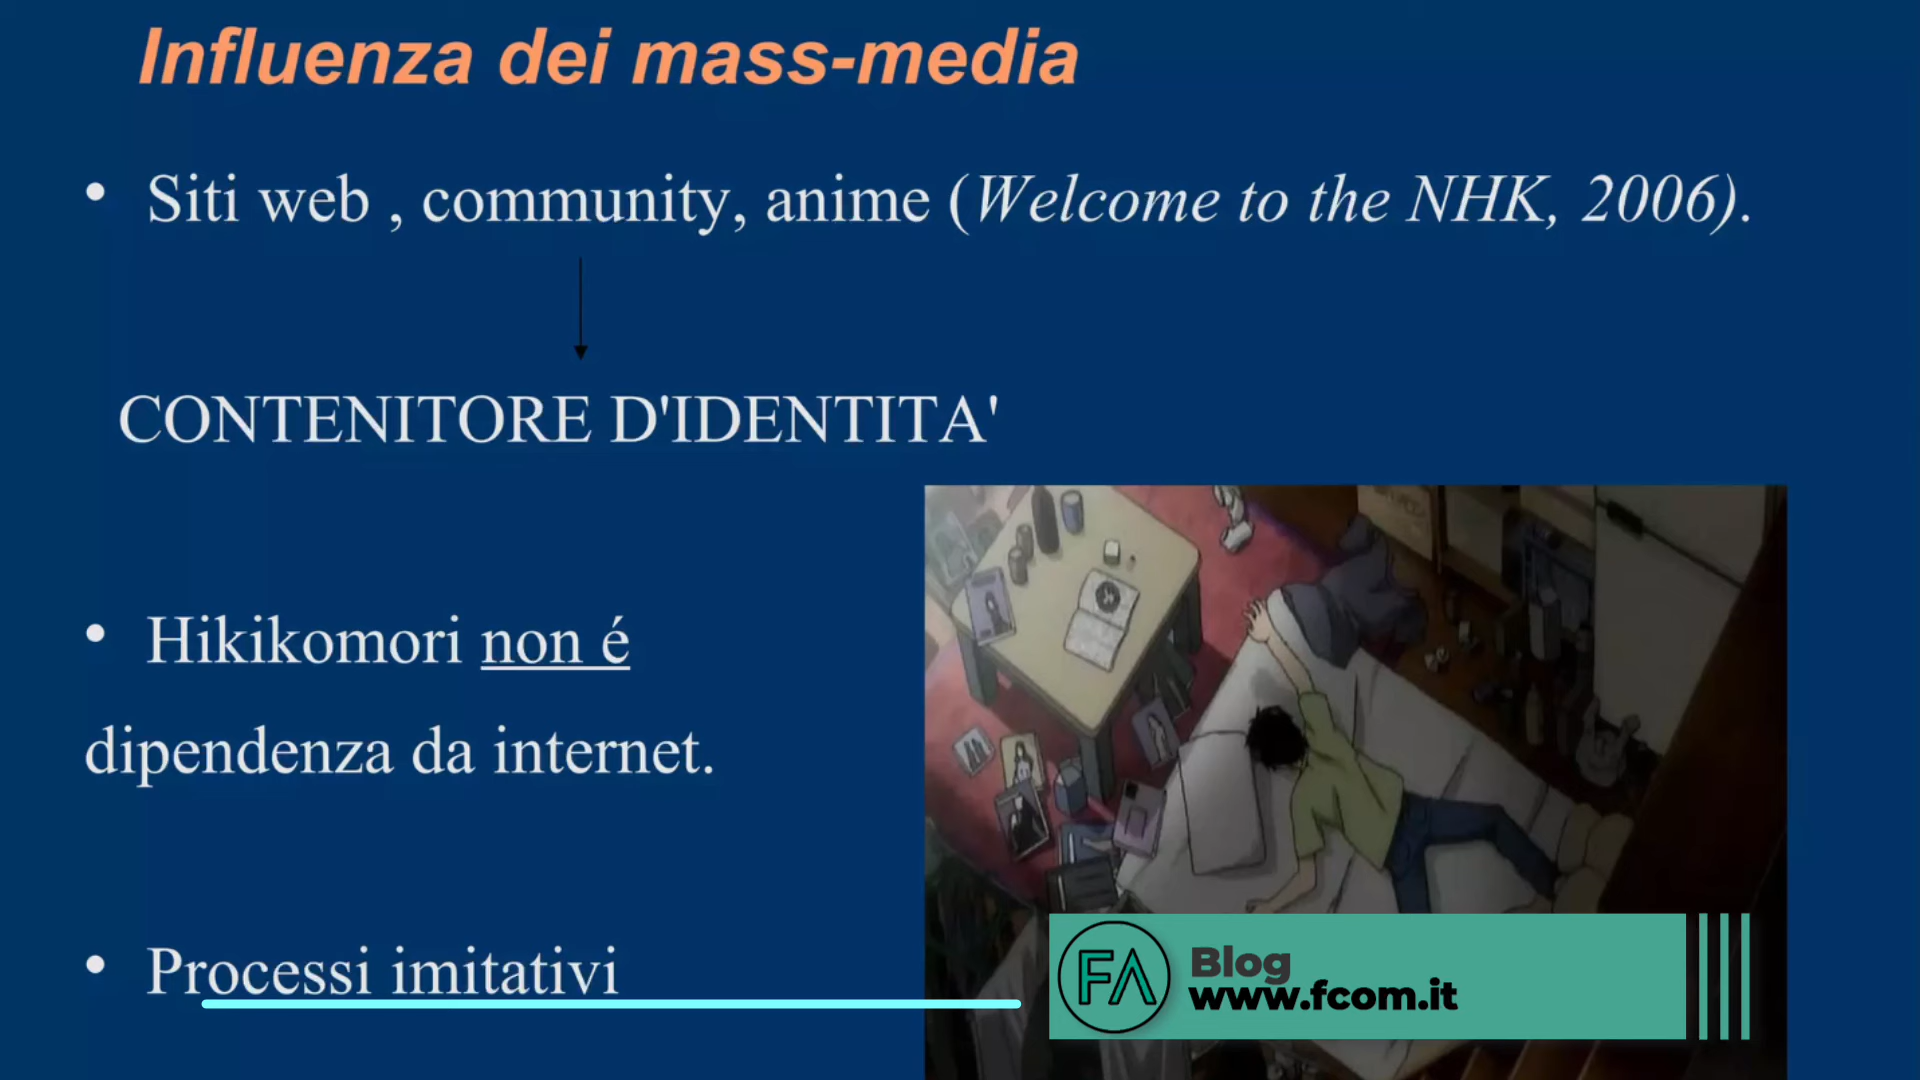 Influenza dei mass-media
• Siti web , community, anime (Welcome to the NHK, 2006).
CONTENITORE D'IDENTITA'
• Hikikomori non é
dipendenza da internet.
• Processi imitativi
FA
Blog
www.fcom.it